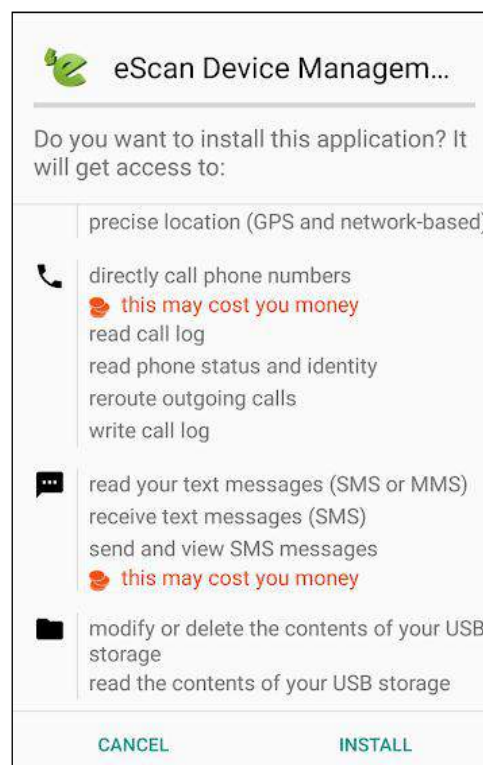 eScan Device Managem...
Do you want to install this application? It
will get access to:
precise location (GPS and network-based)
directly call phone numbers
this may cost you money
read call log
read phone status and identity
reroute outgoing calls
write call log
read your text messages (SMS or MMS)
receive text messages (SMS)
send and view SMS messages
this may cost you money
modify or delete the contents of your USB
storage
read the contents of your USB storage
CANCEL
INSTALL